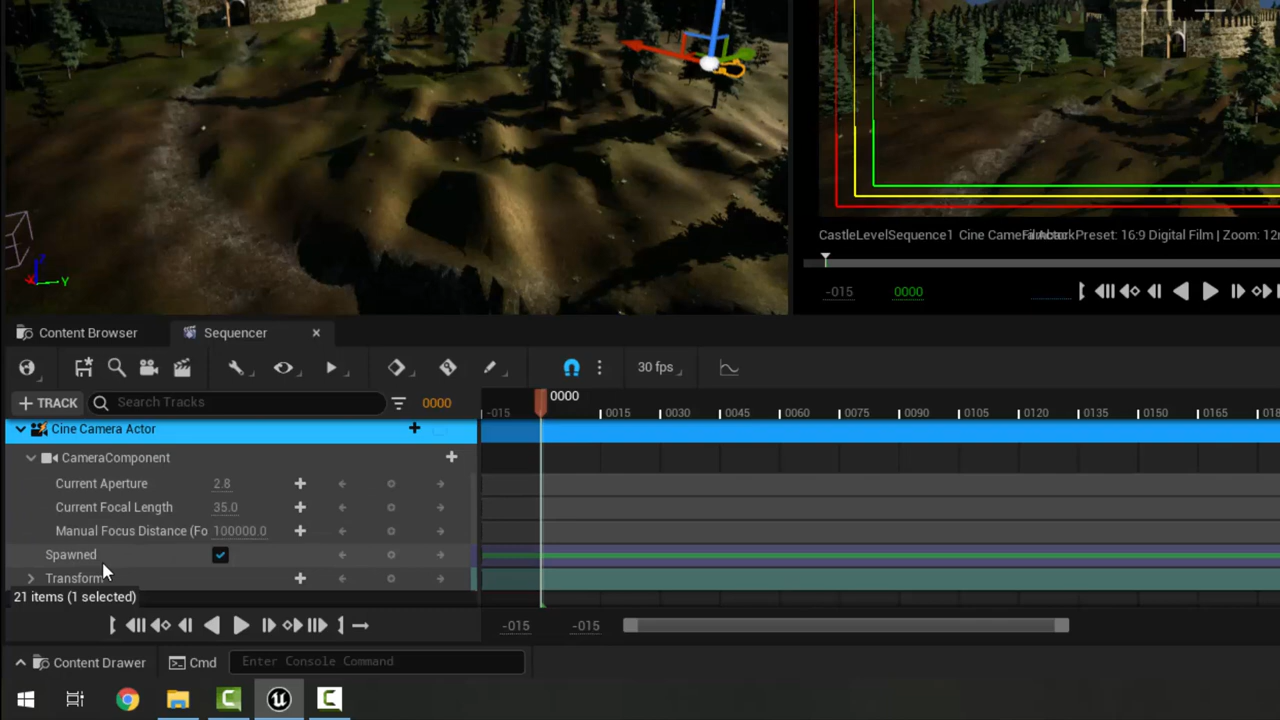 Y
CastleLevelSequence1 Cine Camera Actor Preset: 16:9 Digital Film | Zoom: 12
-015 0000
Content Browser Sequencer
30 fps
TRACK Search Tracks 0000 -015 0000 0015 0030 0045 0060 0075 0090 0105 0120 0135 0150 0165
Cine Camera Actor
CameraComponent
Current Aperture 2.8
Current Focal Length 35.0
Manual Focus Distance (Fo 100000.0
Spawned
Transform
21 items (1 selected)
-015 -015
Content Drawer Cmd Enter Console Command